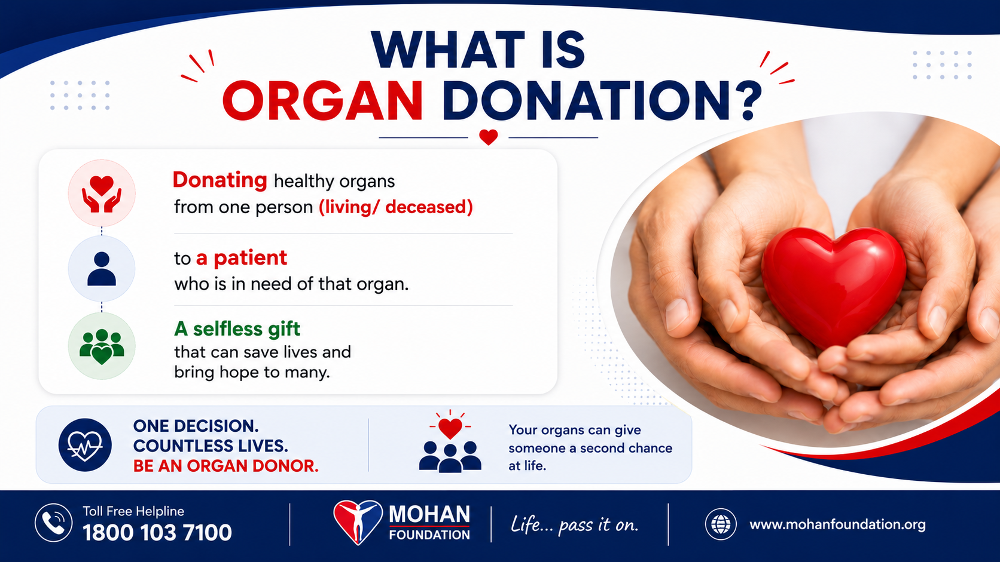 WHAT IS
ORGAN DONATION?
Donating healthy organs
from one person (living/ deceased)
to a patient
who is in need of that organ.
A selfless gift
that can save lives and
bring hope to many.
ONE DECISION.
COUNTLESS LIVES.
BE AN ORGAN DONOR.
Your organs can give
someone a second chance
at life.
Toll Free Helpline
1800 103 7100
MOHAN
FOUNDATION
Life... pass it on.
www.mohanfoundation.org